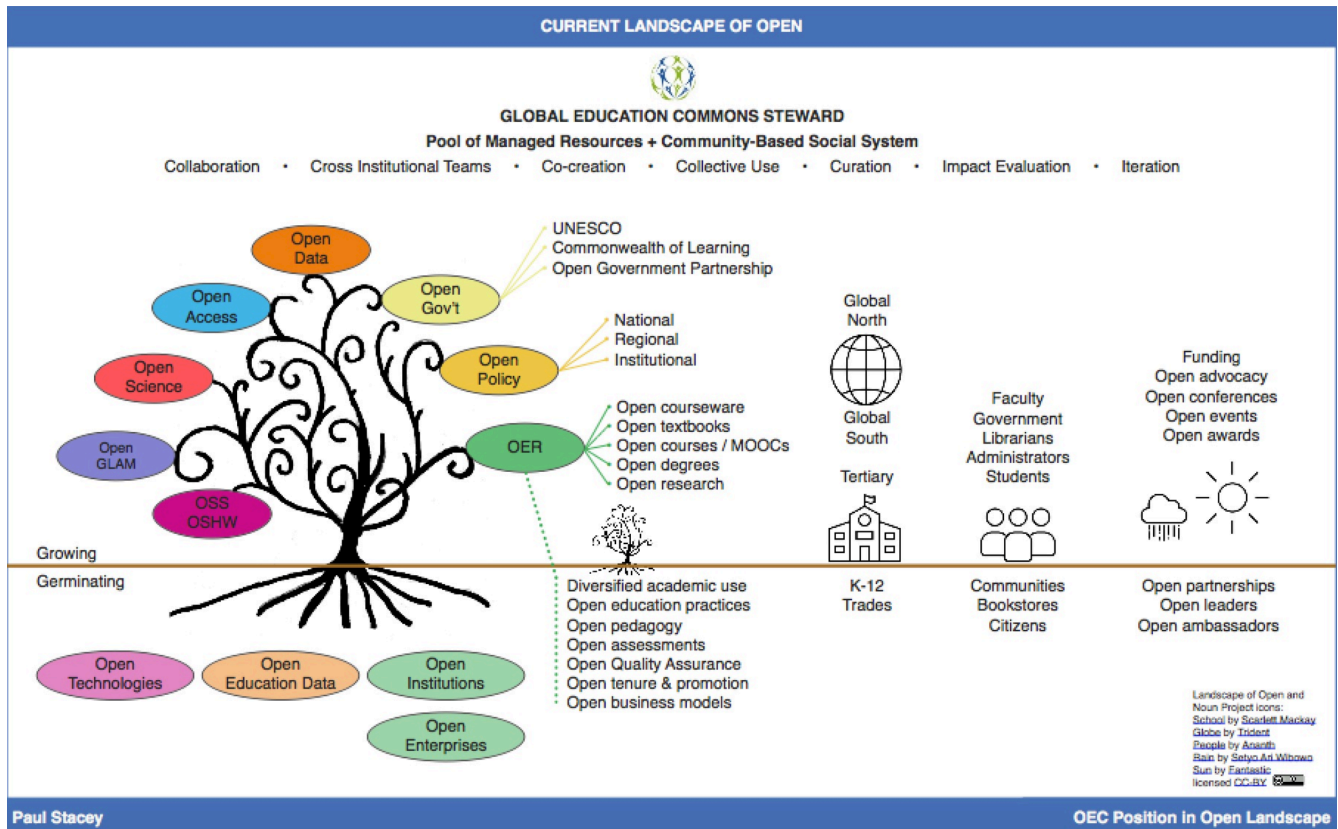 CURRENT LANDSCAPE OF OPEN
GLOBAL EDUCATION COMMONS STEWARD
Pool of Managed Resources + Community-Based Social System
Collaboration • Cross Institutional Teams • Co-creation • Collective Use • Curation • Impact Evaluation • Iteration
Open
Data
Open
Gov't
UNESCO
Commonwealth of Learning
Open Government Partnership
Open
Access
Open
Policy
National
Regional
Institutional
Open
Science
OER
Open courseware
Open textbooks
Open courses / MOOCs
Open degrees
Open research
Open
GLAM
OSS
OSHW
Global
North
Global
South
Tertiary
Faculty
Government
Librarians
Administrators
Students
Funding
Open advocacy
Open conferences
Open events
Open awards
Growing
Germinating
Diversified academic use
Open education practices
Open pedagogy
Open assessments
Open Quality Assurance
Open tenure & promotion
Open business models
K-12
Trades
Communities
Bookstores
Citizens
Open partnerships
Open leaders
Open ambassadors
Open
Technologies
Open
Education Data
Open
Institutions
Open
Enterprises
Landscape of Open and
Noun Project icons:
School by Scarlett Mackay
Globe by Trident
People by Ananth
Rain by Setyo Ari Wibowo
Sun by Fantastic
licensed CC-BY
Paul Stacey
OEC Position in Open Landscape